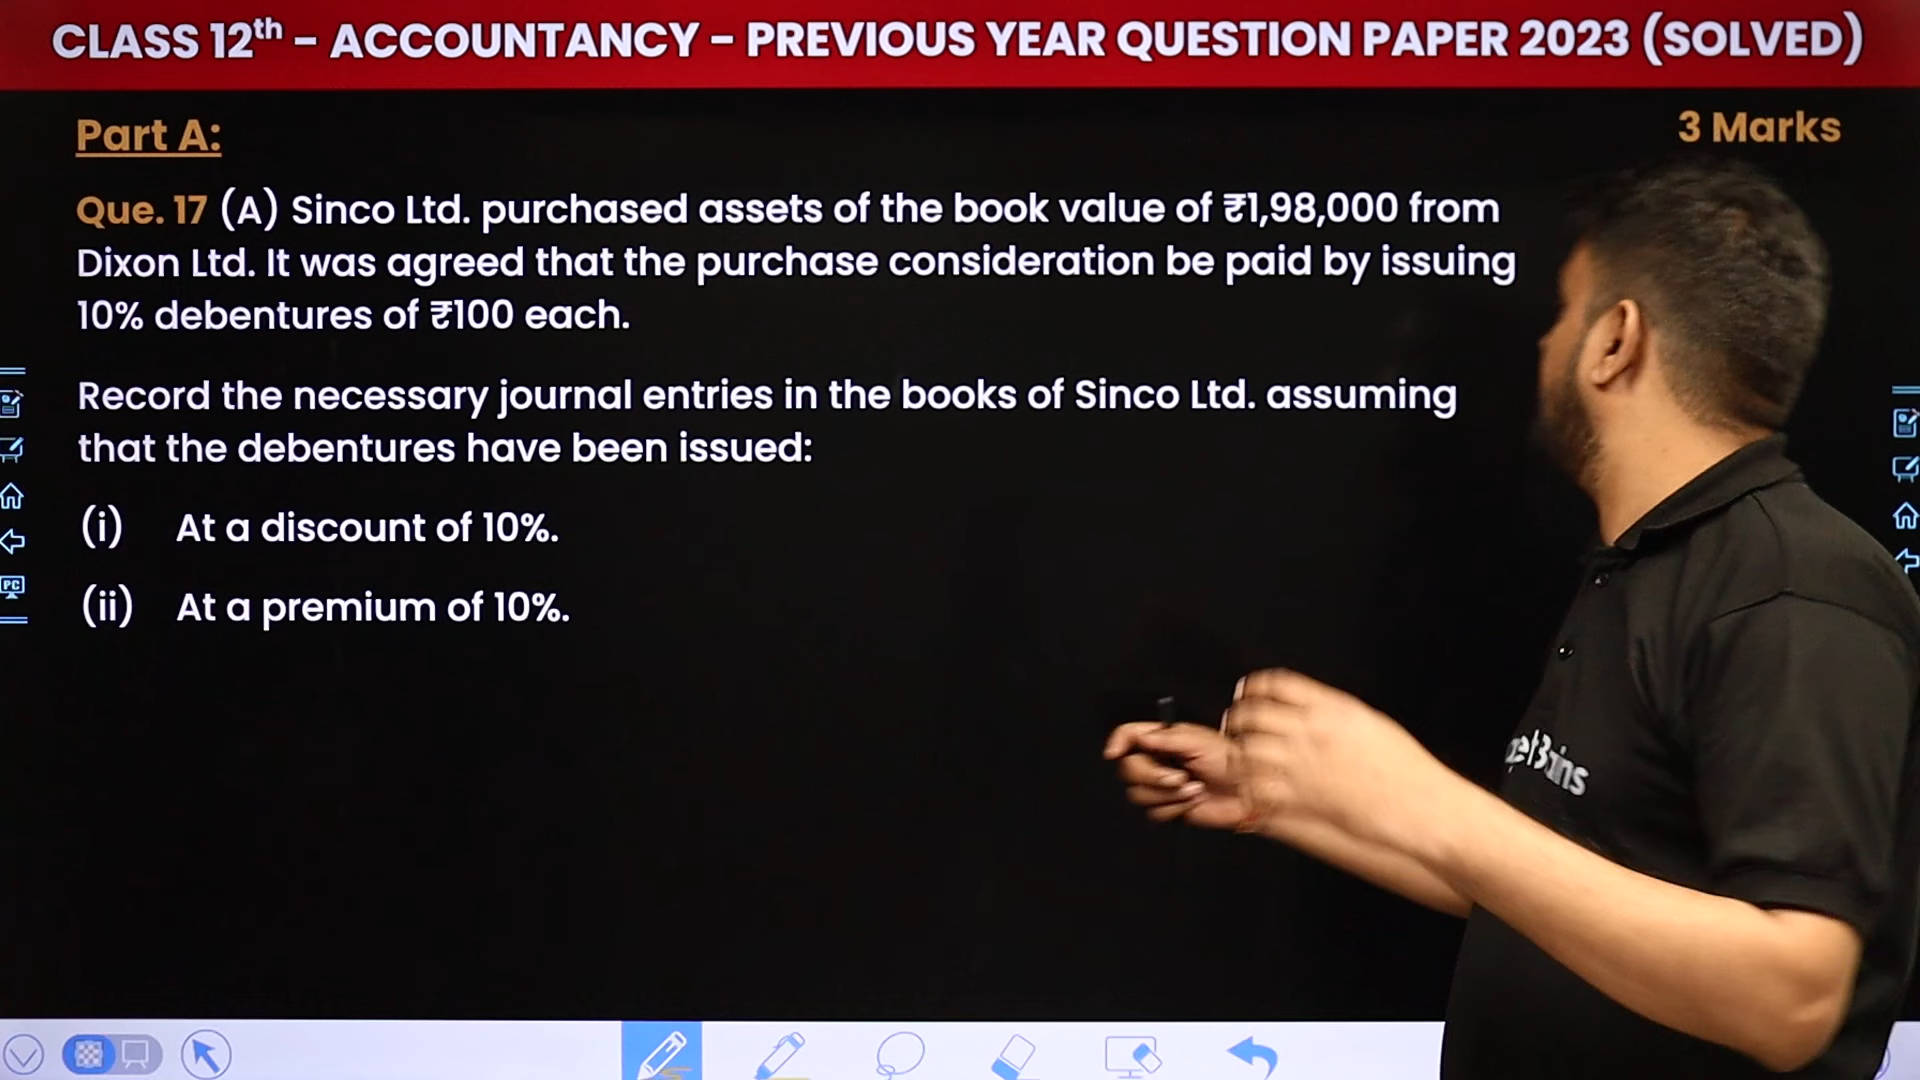 CLASS 12th – ACCOUNTANCY – PREVIOUS YEAR QUESTION PAPER 2023 (SOLVED)
Part A:
3 Marks
Que. 17 (A) Sinco Ltd. purchased assets of the book value of ₹1,98,000 from
Dixon Ltd. It was agreed that the purchase consideration be paid by issuing
10% debentures of ₹100 each.
Record the necessary journal entries in the books of Sinco Ltd. assuming
that the debentures have been issued:
(i) At a discount of 10%.
(ii) At a premium of 10%.
PC